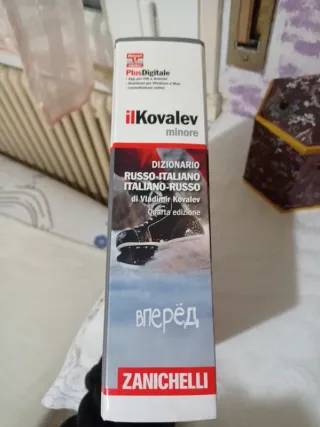 PlusDigitale
ilKovalev
minore
DIZIONARIO
RUSSO-ITALIANO
ITALIANO-RUSSO
di Vladimir Kovalev
Quarta edizione
вперёд
ZANICHELLI